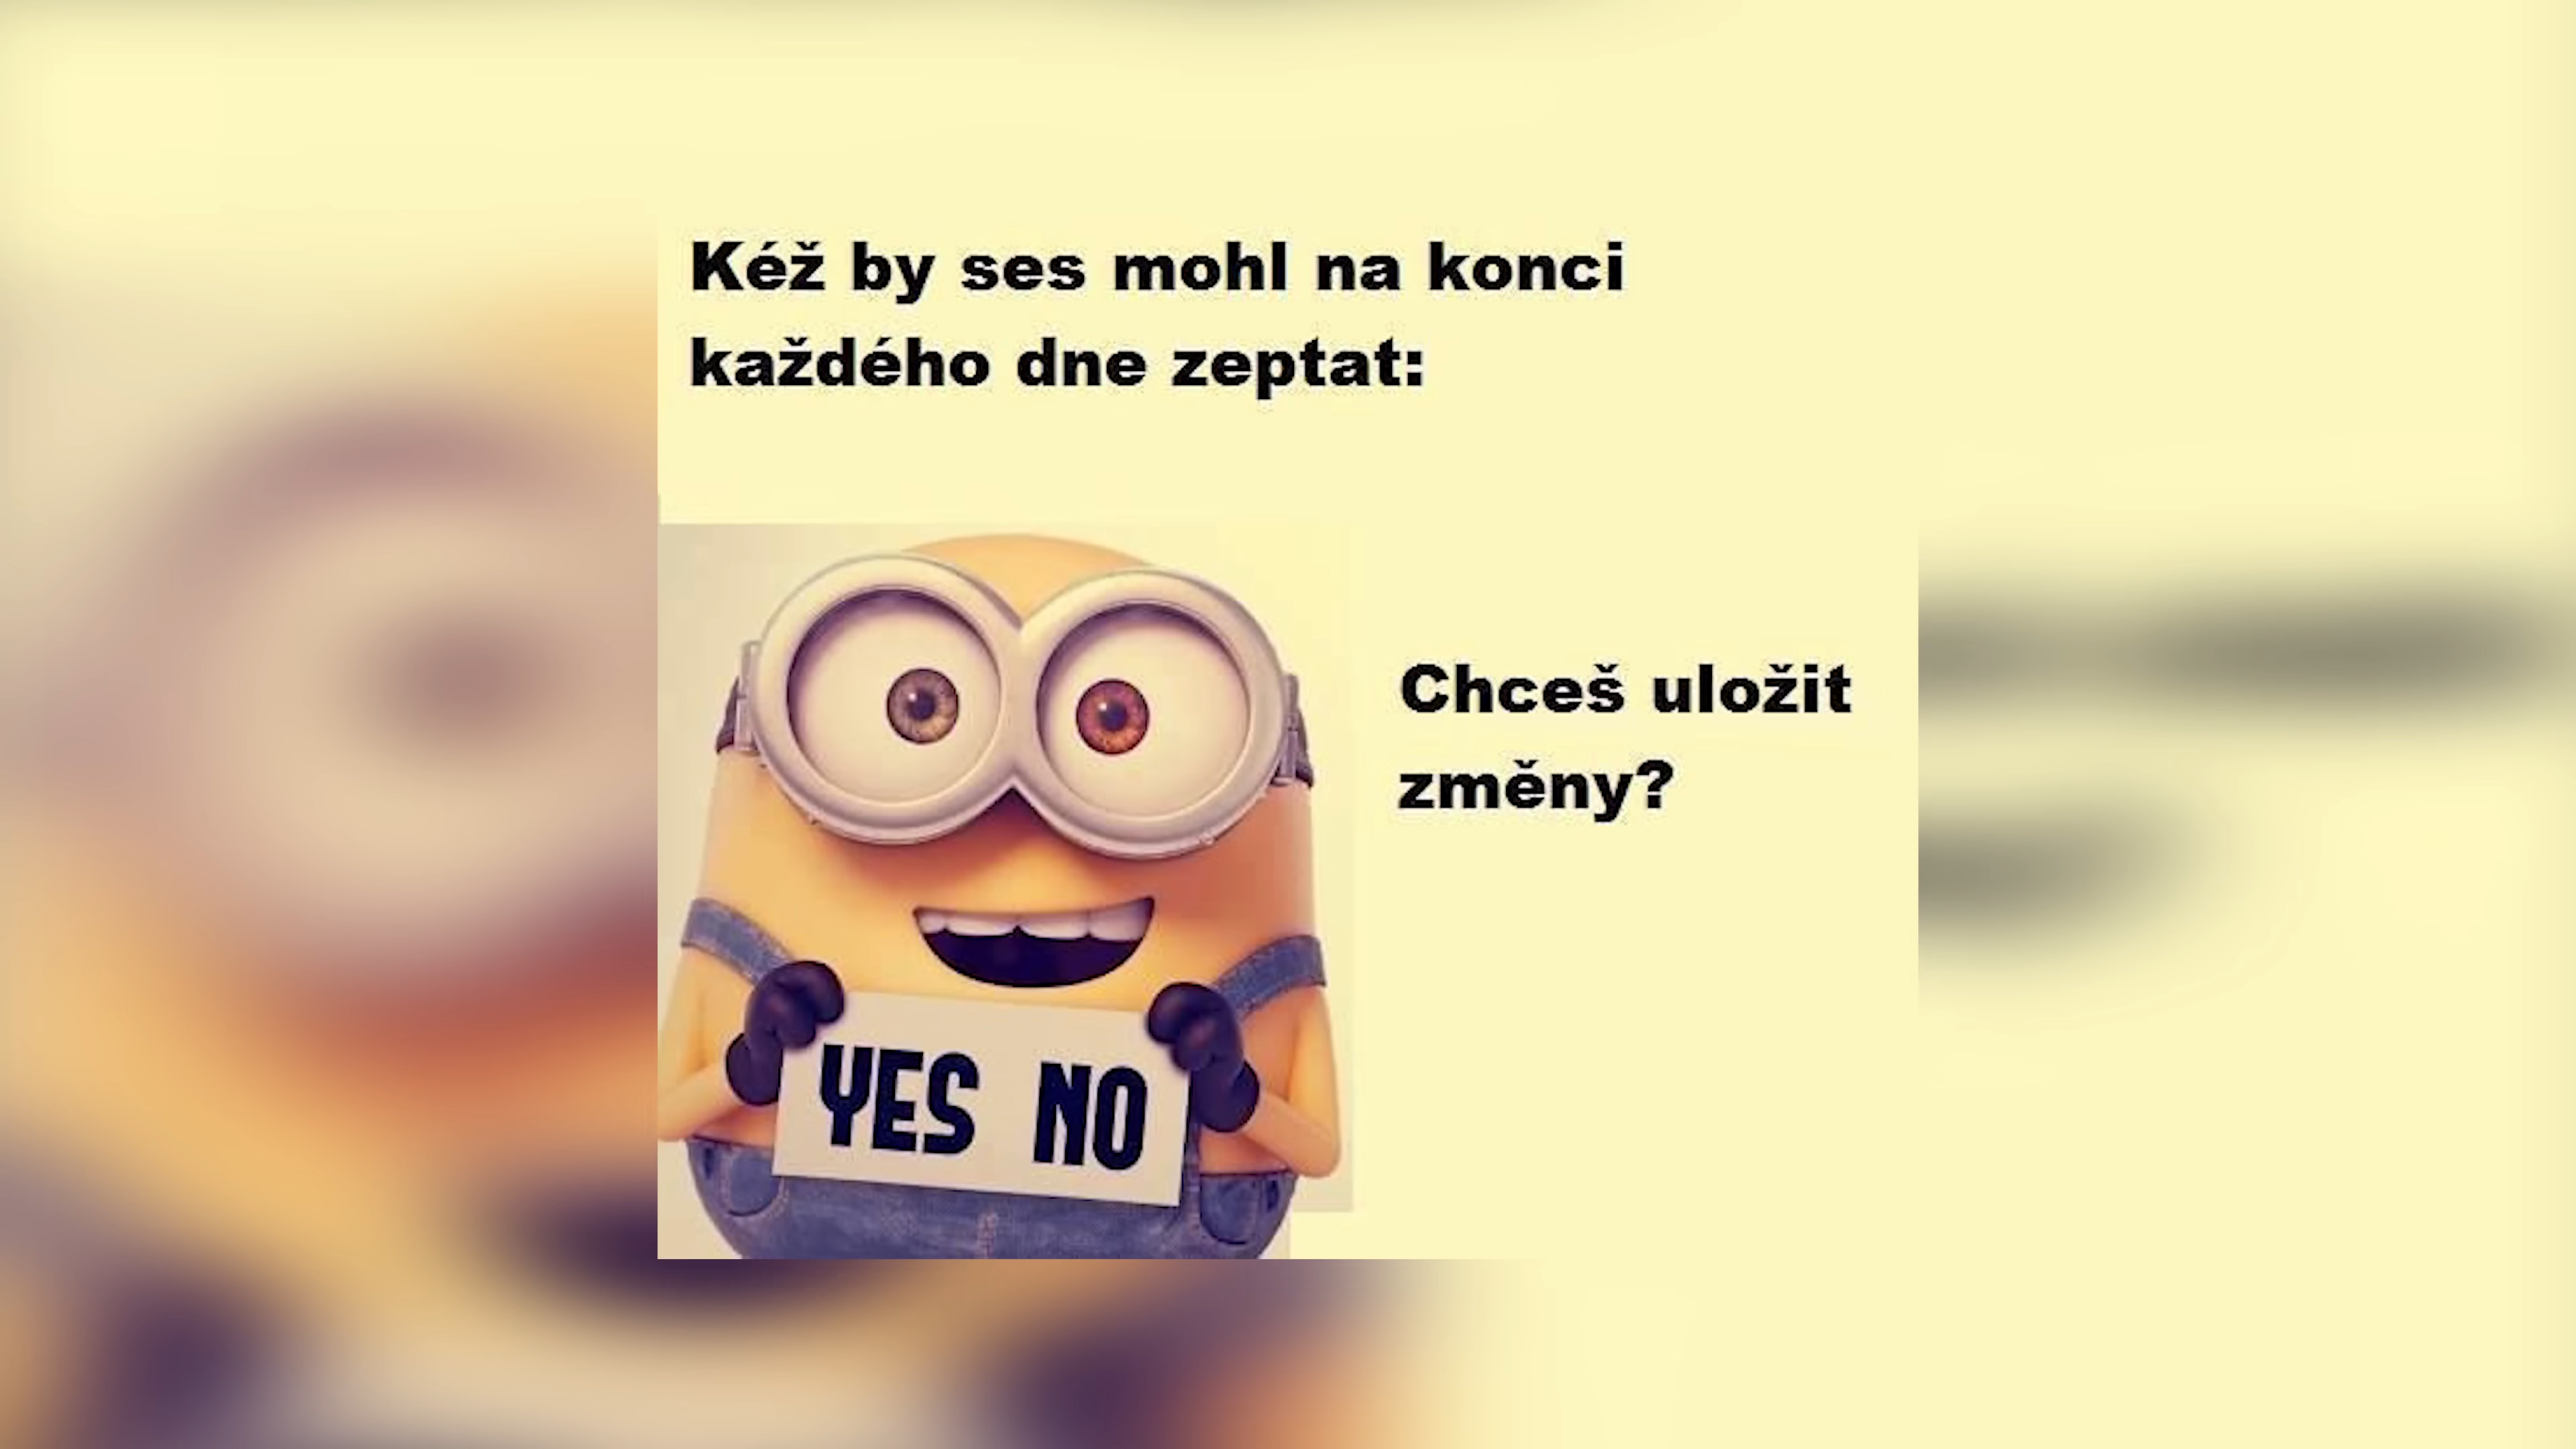 Kéž by ses mohl na konci
každého dne zeptat:
Chceš uložit
změny?
YES NO